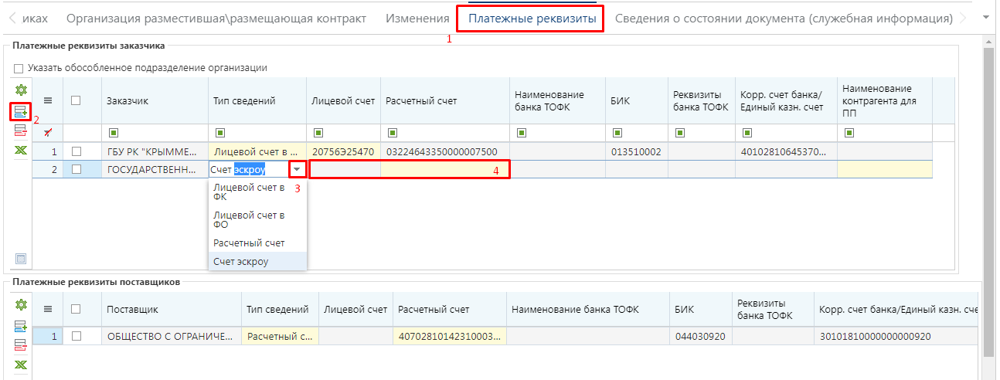 иках Организация разместившая\размещающая контракт Изменения Платежные реквизиты Сведения о состоянии документа (служебная информация)
1
Платежные реквизиты заказчика
Указать обособленное подразделение организации
Заказчик Тип сведений Лицевой счет Расчетный счет Наименование банка ТОФК БИК Реквизиты банка ТОФК Корр. счет банка/ Единый казн. счет Наименование контрагента для ПП
2
1 ГБУ РК "КРЫММЕ... Лицевой счет в ... 20756Э25470 03224643350000007500 013510002 40102810645370...
2 ГОСУДАРСТВЕНН... Счет эскроу 4
3
Лицевой счет в
ФК
Лицевой счет в
ФО
Расчетный счет
Счет эскроу
Платежные реквизиты поставщиков
Поставщик Тип сведений Лицевой счет Расчетный счет Наименование банка ТОФК БИК Реквизиты банка ТОФК Корр. счет банка/Единый казн. сче
1 ОБЩЕСТВО С ОГРАНИЧЕ... Расчетный с... 40702810142310003... 044030920 30101810000000000920